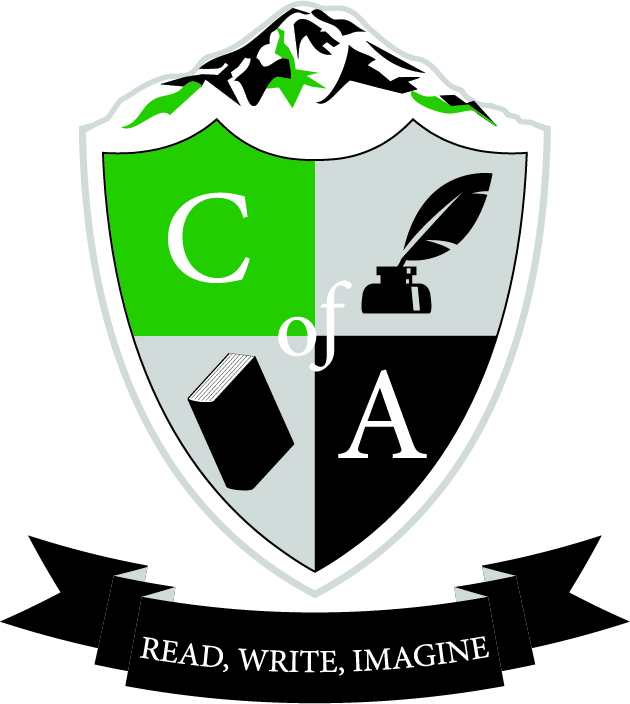 C
of
A
READ, WRITE, IMAGINE